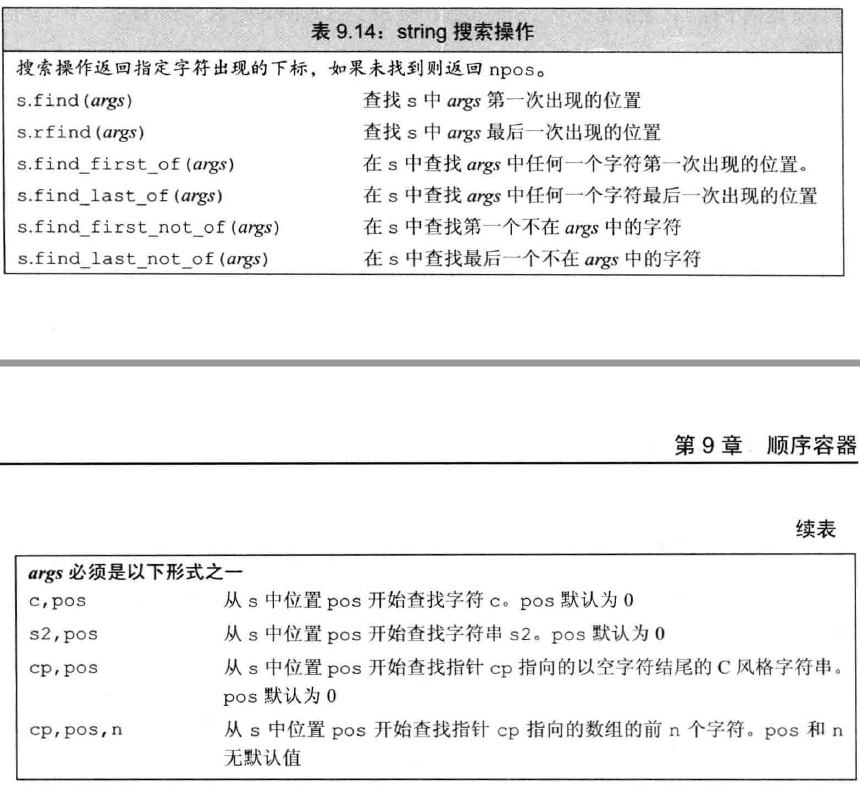 表 9.14：string 搜索操作
搜索操作返回指定字符出现的下标，如果未找到则返回 npos。
s.find(args) 查找 s 中 args 第一次出现的位置
s.rfind(args) 查找 s 中 args 最后一次出现的位置
s.find_first_of(args) 在 s 中查找 args 中任何一个字符第一次出现的位置。
s.find_last_of(args) 在 s 中查找 args 中任何一个字符最后一次出现的位置
s.find_first_not_of(args) 在 s 中查找第一个不在 args 中的字符
s.find_last_not_of(args) 在 s 中查找最后一个不在 args 中的字符
第 9 章 顺序容器
续表
args 必须是以下形式之一
c,pos 从 s 中位置 pos 开始查找字符 c。pos 默认为 0
s2,pos 从 s 中位置 pos 开始查找字符串 s2。pos 默认为 0
cp,pos 从 s 中位置 pos 开始查找指针 cp 指向的以空字符结尾的 C 风格字符串。
pos 默认为 0
cp,pos,n 从 s 中位置 pos 开始查找指针 cp 指向的数组的前 n 个字符。pos 和 n
无默认值